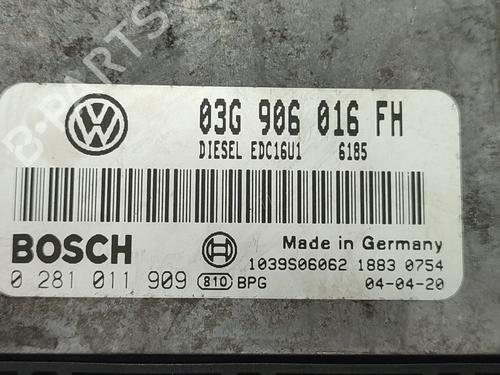 B-PARTS
03G 906 016 FH
DIESEL EDC16U1 6185
BOSCH
Made in Germany
0 281 011 909 810 BPG
1039S06062 1883 0754
04-04-20